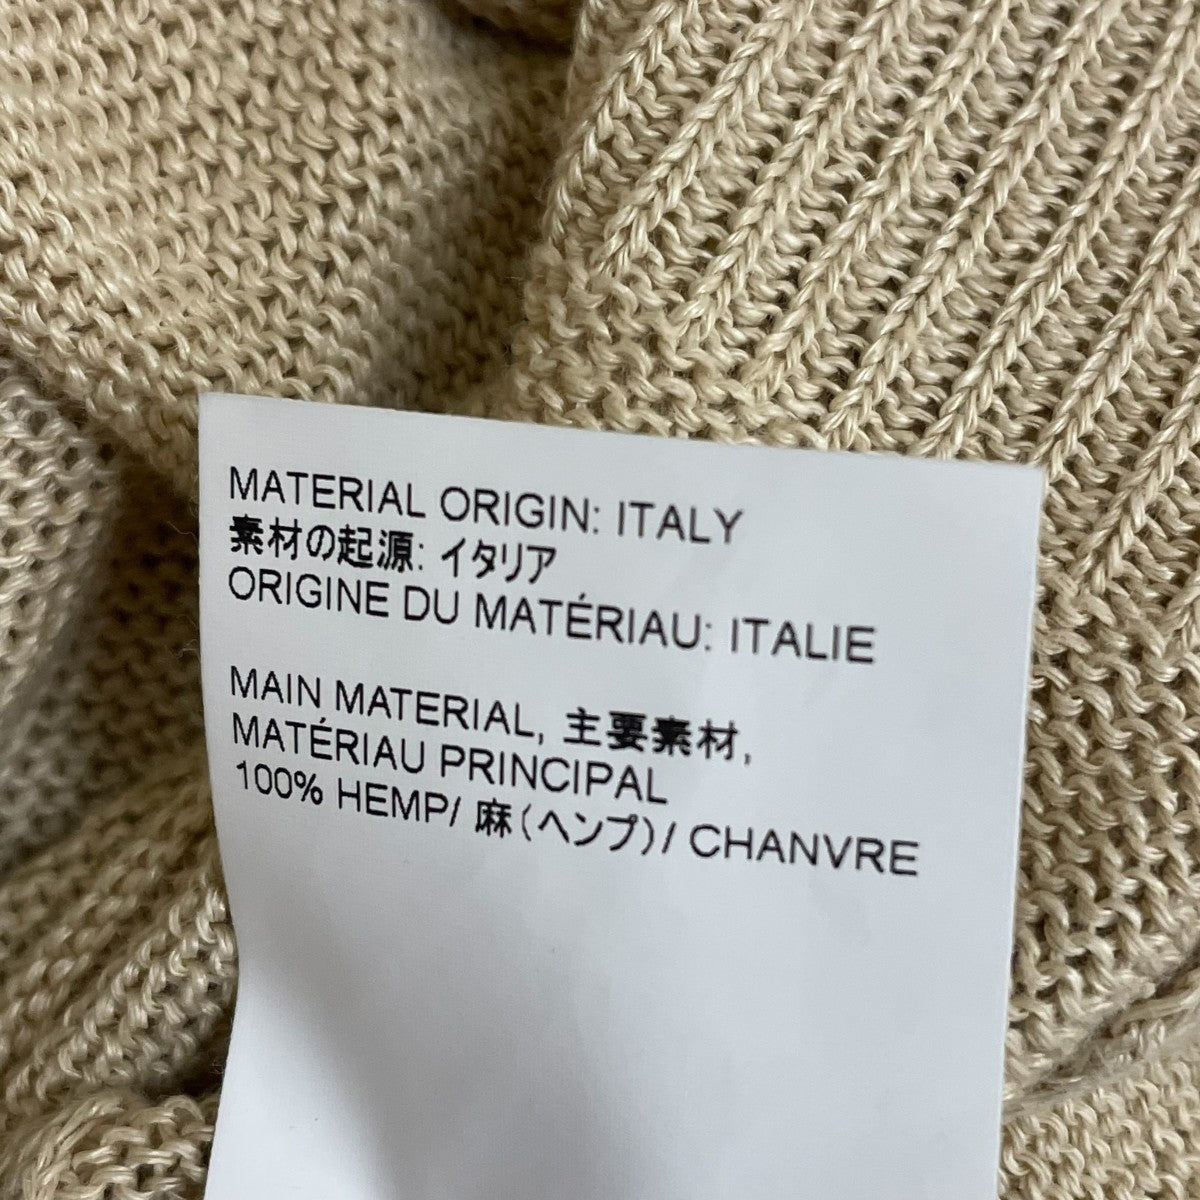 MATERIAL ORIGIN: ITALY
素材の起源: イタリア
ORIGINE DU MATÉRIAU: ITALIE
MAIN MATERIAL, 主要素材,
MATÉRIAU PRINCIPAL
100% HEMP/ 麻(ヘンプ)/ CHANVRE